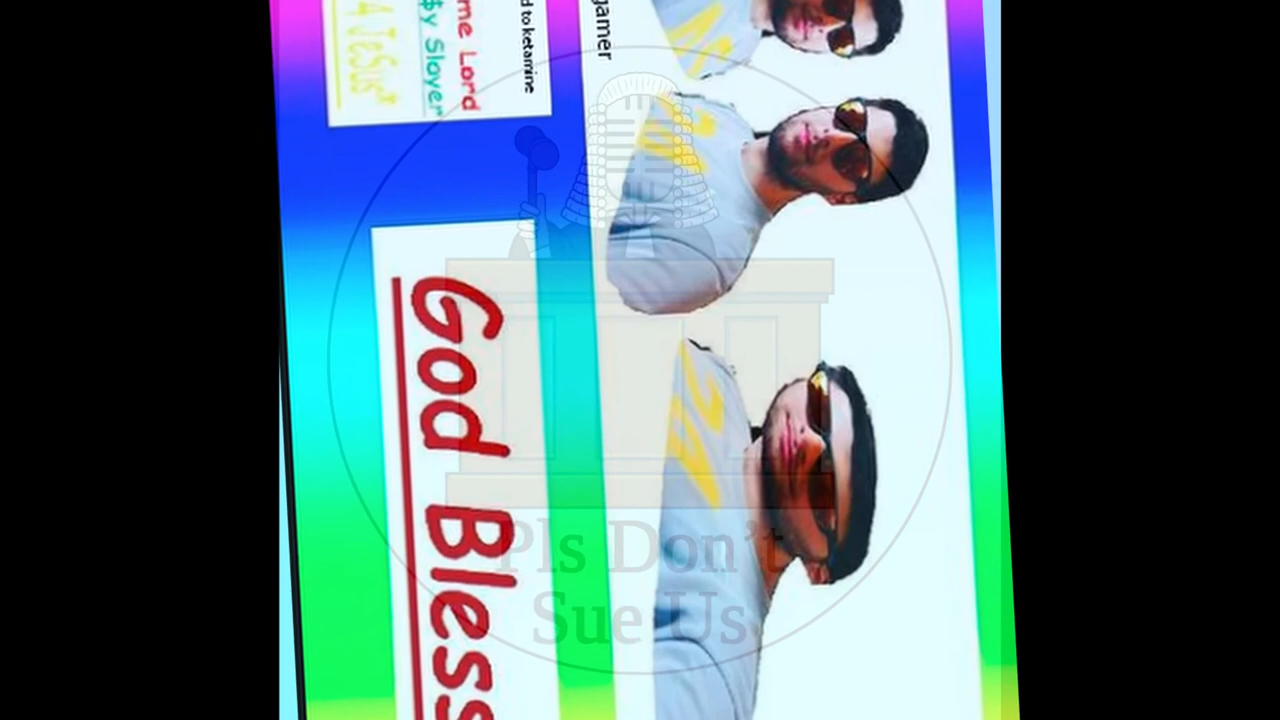 gamer
d to ketamine
me Lord
$y Slayer
4 JeSus*
God Bless
Pls Don't
Sue Us